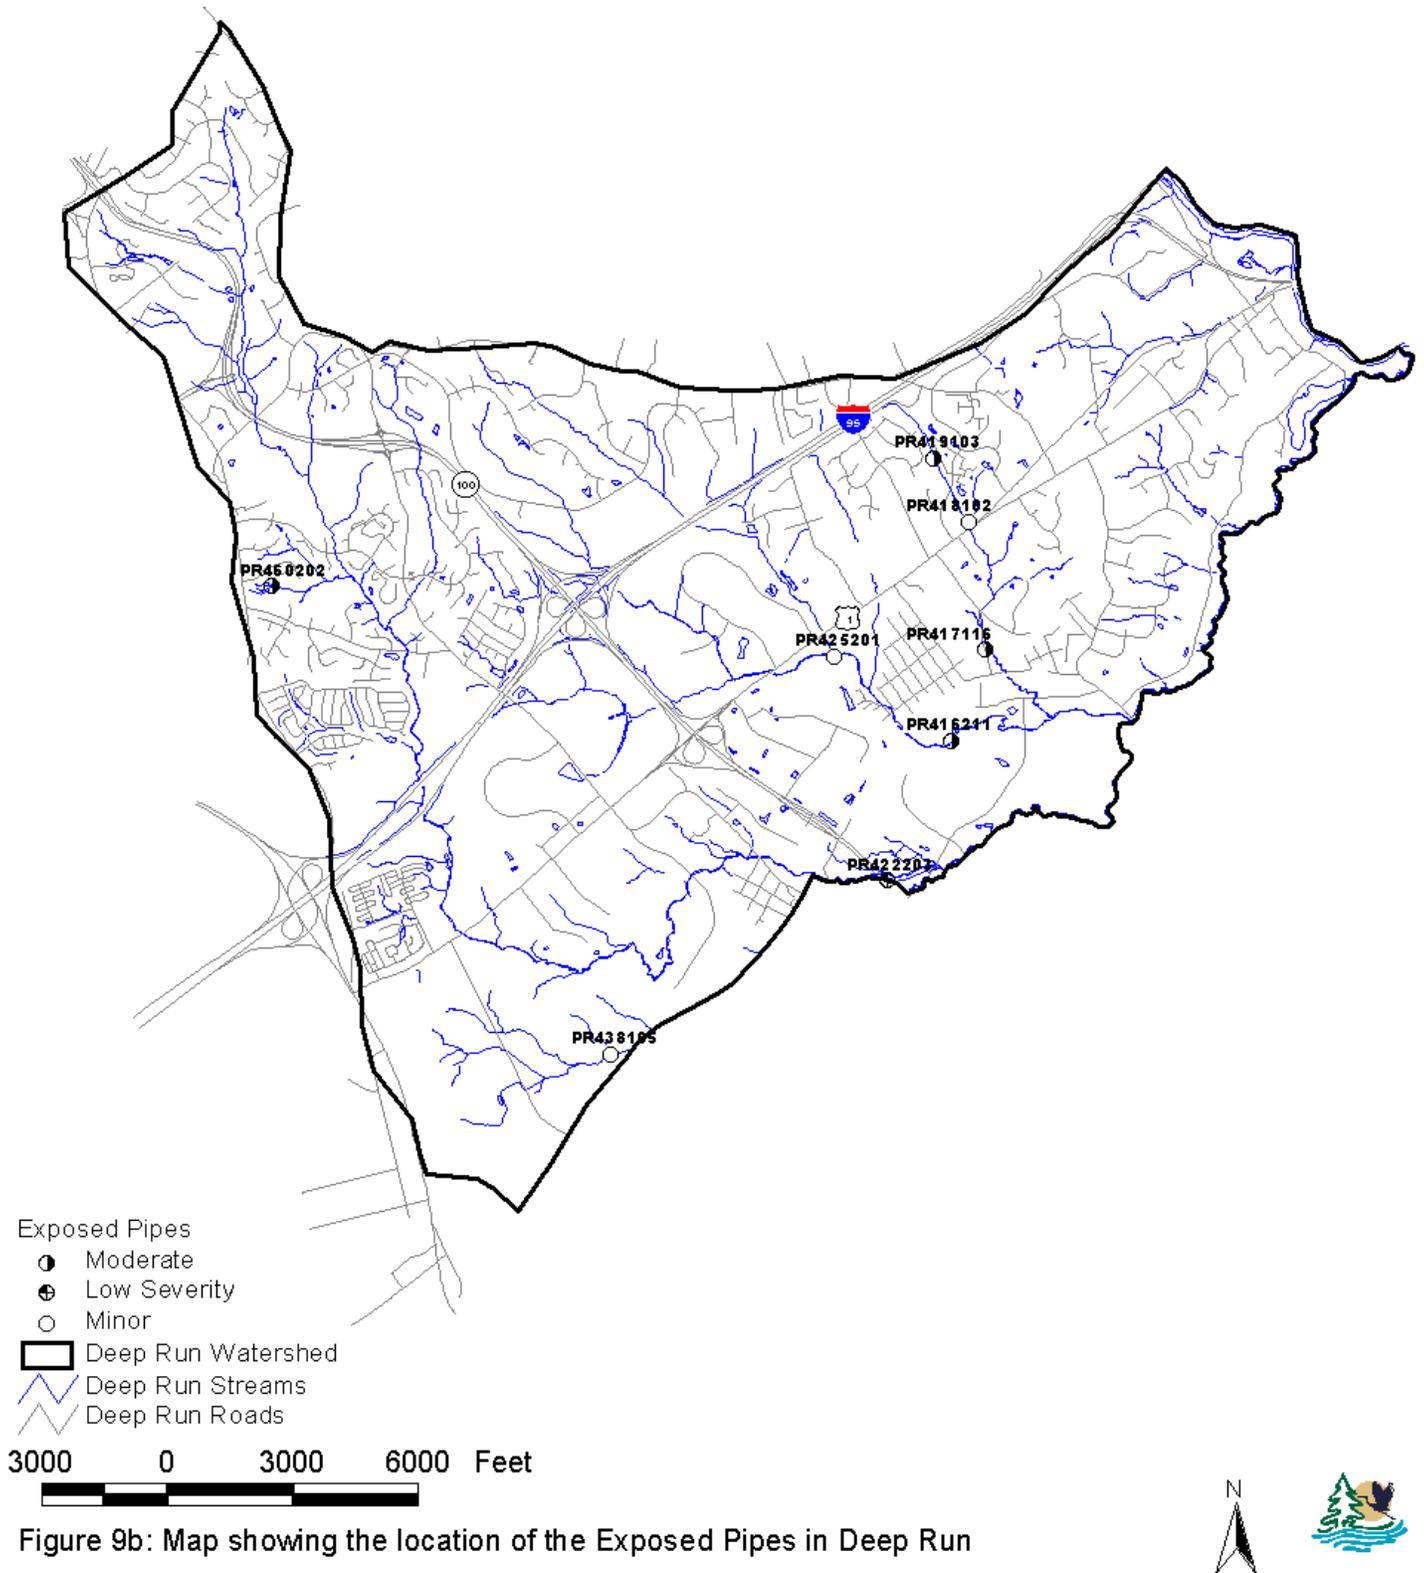 95
PR419103
100
PR418102
PR460202
1
PR425201
PR417116
PR416211
PR422207
PR438105
Exposed Pipes
Moderate
Low Severity
Minor
Deep Run Watershed
Deep Run Streams
Deep Run Roads
3000 0 3000 6000 Feet
N
Figure 9b: Map showing the location of the Exposed Pipes in Deep Run